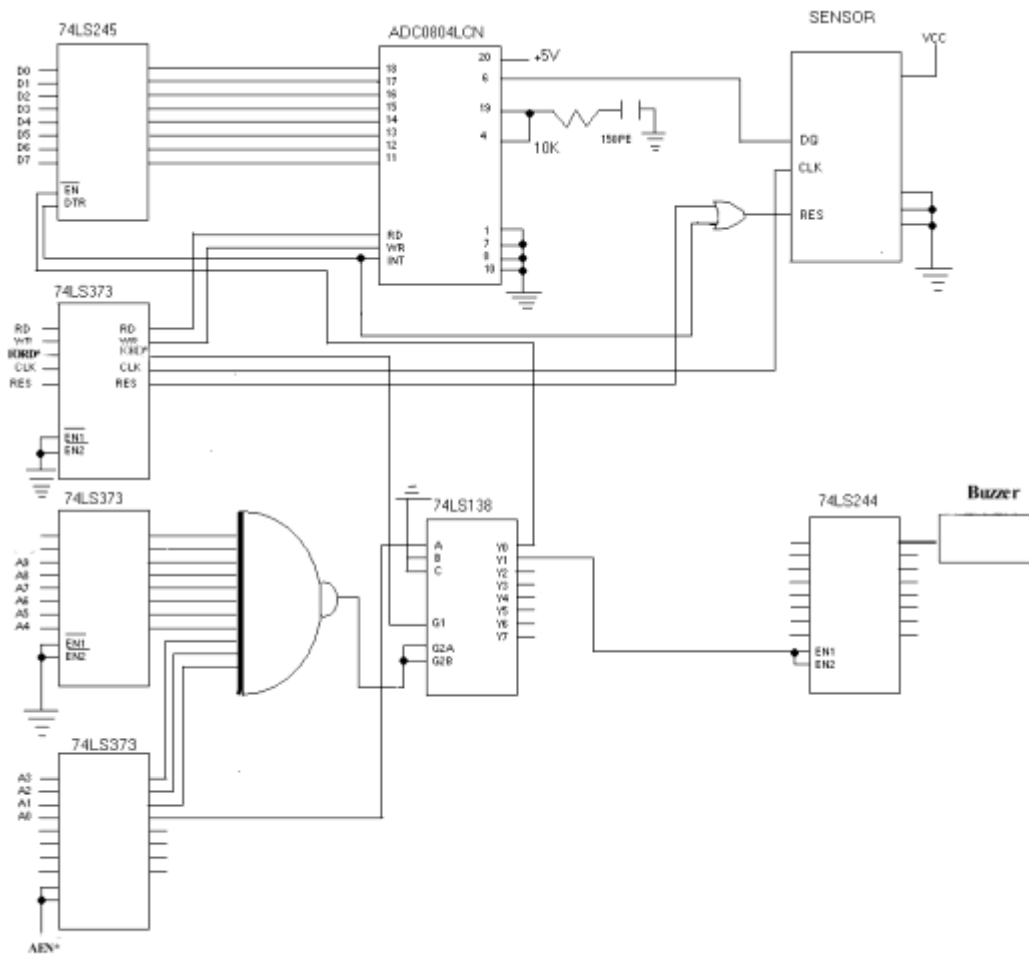 74LS245
ADC0804LCN
SENSOR
VCC
D0
D1
D2
D3
D4
D5
D6
D7
EN
DTR
18
17
16
15
14
13
12
11
RD
WR
INT
20
6
19
4
1
7
8
10
+5V
10K
150PE
DQ
CLK
RES
74LS373
RD
WR
IORD*
CLK
RES
RD
WR
IORD*
CLK
RES
EN1
EN2
74LS373
A9
A8
A7
A6
A5
A4
EN1
EN2
74LS138
A
B
C
G1
G2A
G2B
Y0
Y1
Y2
Y3
Y4
Y5
Y6
Y7
74LS244
EN1
EN2
Buzzer
74LS373
A3
A2
A1
A0
AEN*